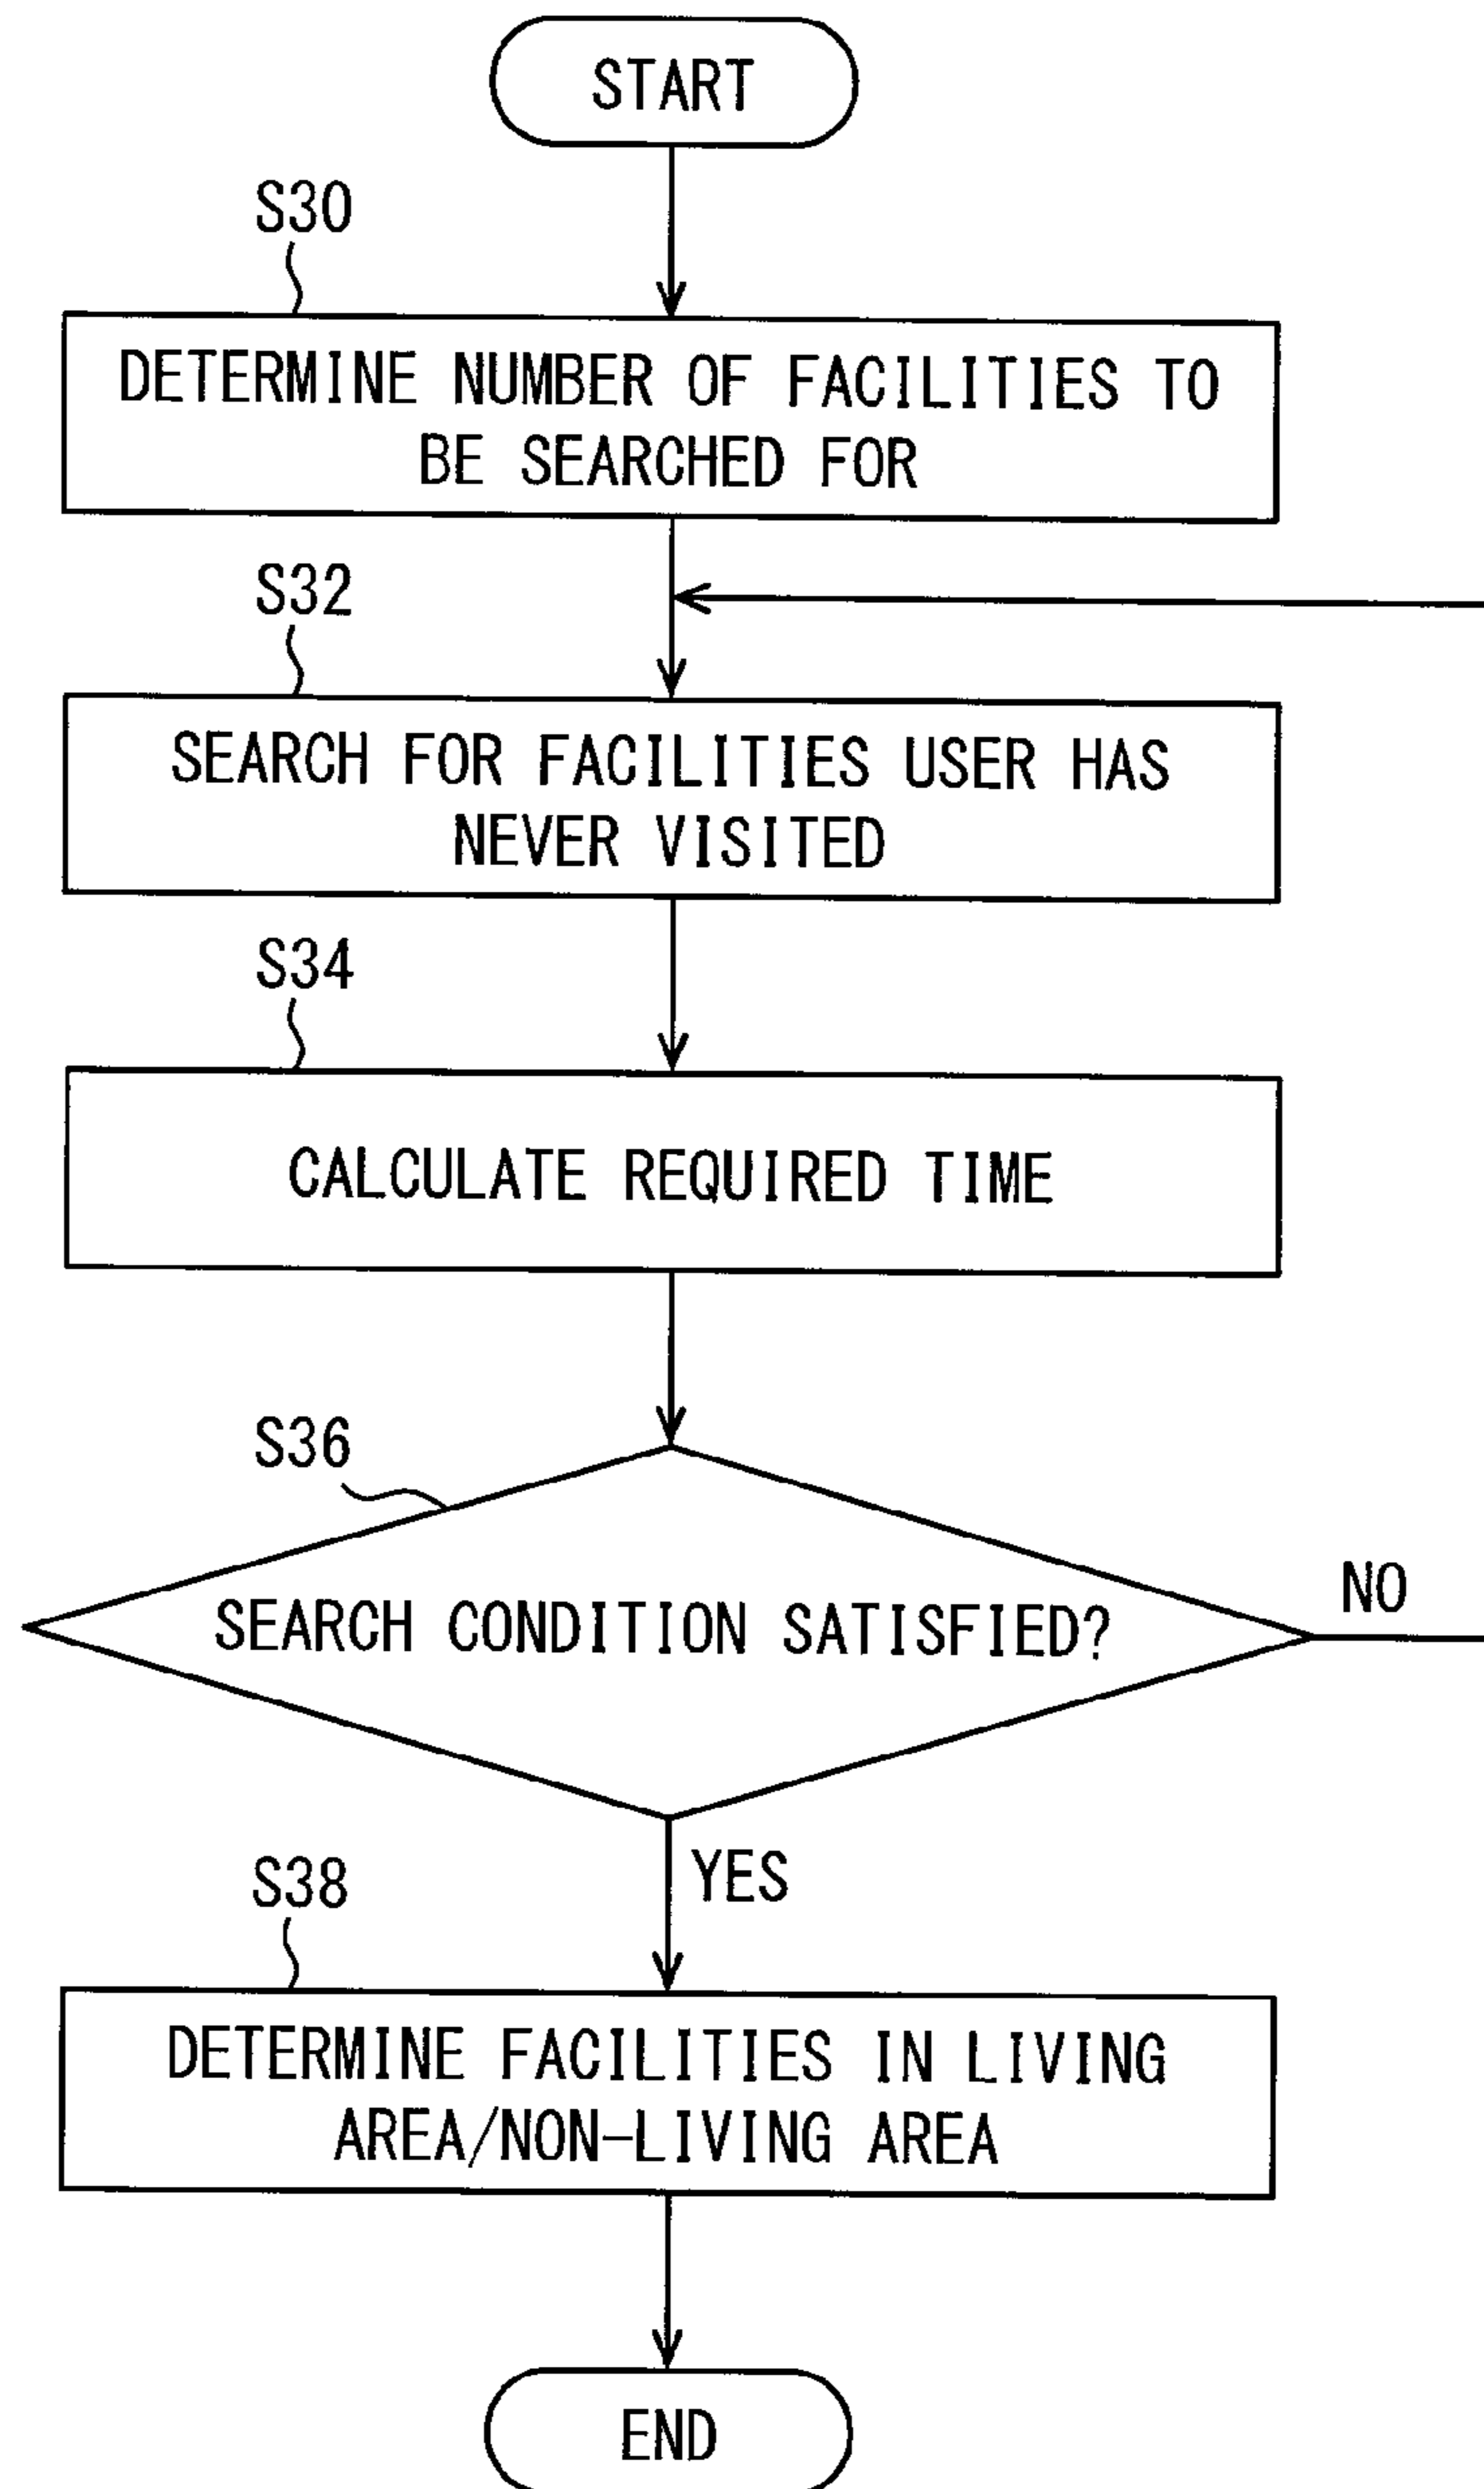 START
S30
DETERMINE NUMBER OF FACILITIES TO
BE SEARCHED FOR
S32
SEARCH FOR FACILITIES USER HAS
NEVER VISITED
S34
CALCULATE REQUIRED TIME
S36
SEARCH CONDITION SATISFIED?
NO
YES
S38
DETERMINE FACILITIES IN LIVING
AREA/NON-LIVING AREA
END